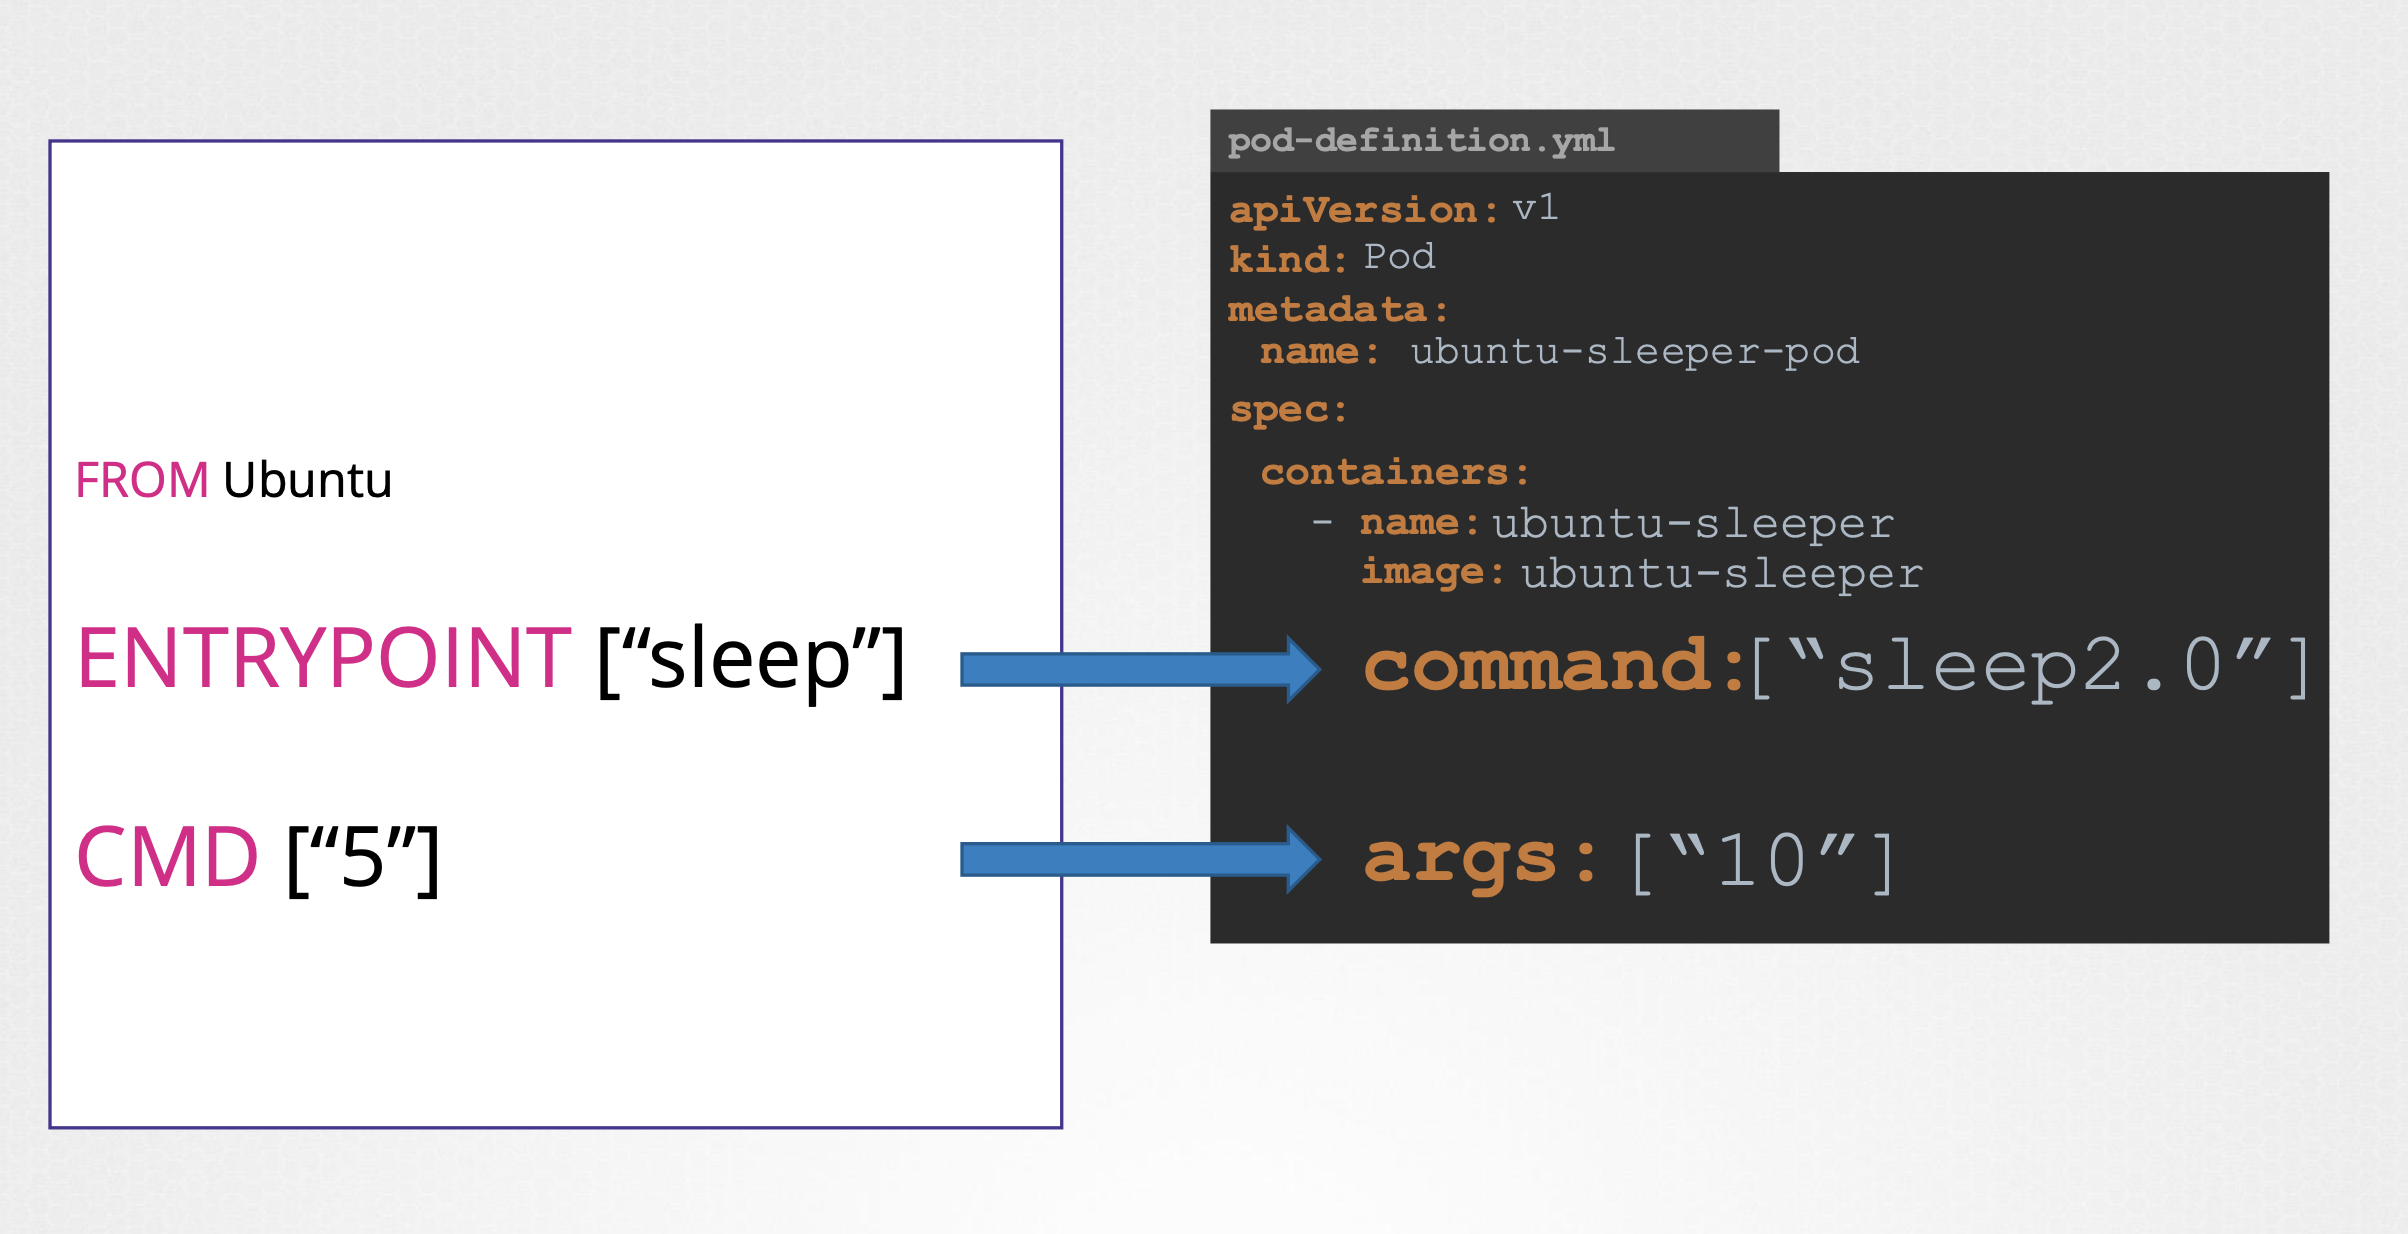 FROM Ubuntu
ENTRYPOINT [“sleep”]
CMD [“5”]
pod-definition.yml
apiVersion: v1
kind: Pod
metadata:
name: ubuntu-sleeper-pod
spec:
containers:
- name: ubuntu-sleeper
image: ubuntu-sleeper
command:[“sleep2.0”]
args: [“10”]